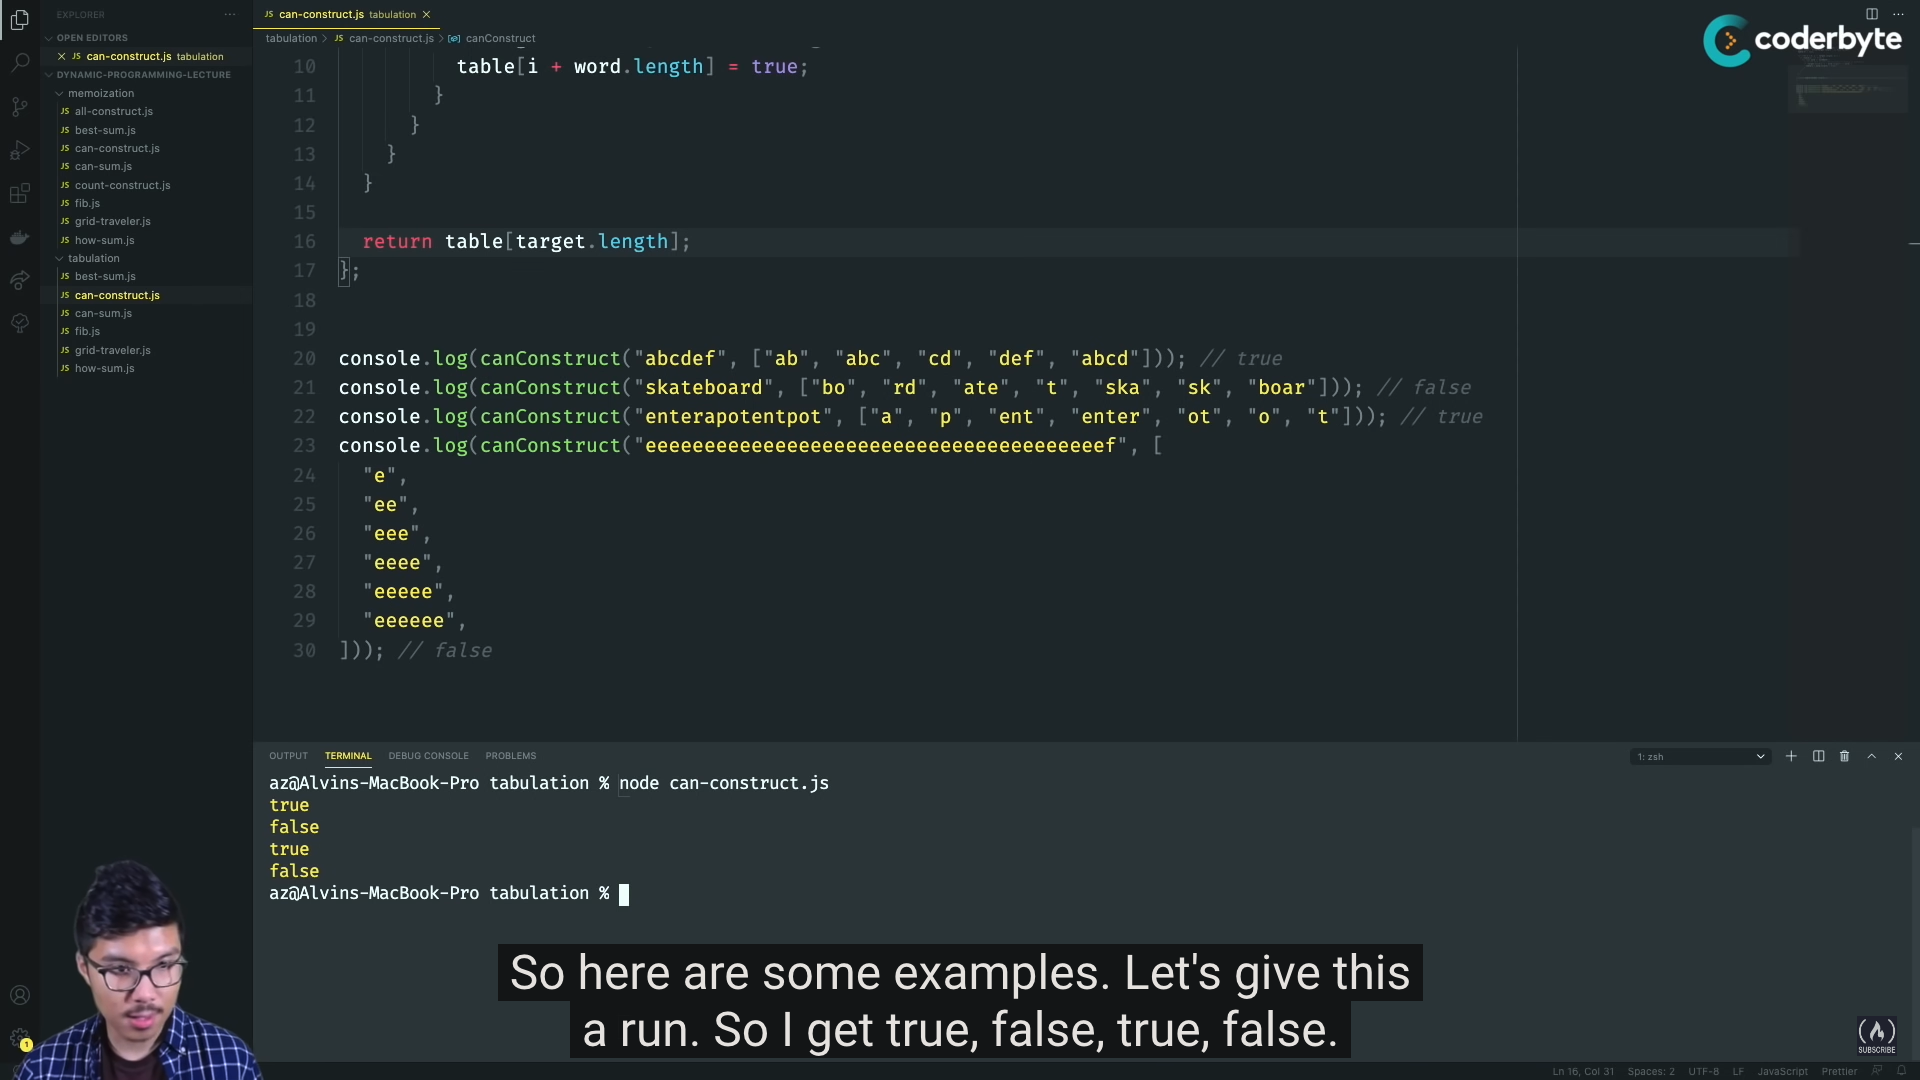 EXPLORER
OPEN EDITORS
JS can-construct.js tabulation
DYNAMIC-PROGRAMMING-LECTURE
memoization
JS all-construct.js
JS best-sum.js
JS can-construct.js
JS can-sum.js
JS count-construct.js
JS fib.js
JS grid-traveler.js
JS how-sum.js
tabulation
JS best-sum.js
JS can-construct.js
JS can-sum.js
JS fib.js
JS grid-traveler.js
JS how-sum.js
1
JS can-construct.js tabulation
tabulation > JS can-construct.js > canConstruct
coderbyte
10 table[i + word.length] = true;
11 }
12 }
13 }
14 }
15
16 return table[target.length];
17 };
18
19
20 console.log(canConstruct("abcdef", ["ab", "abc", "cd", "def", "abcd"])); // true
21 console.log(canConstruct("skateboard", ["bo", "rd", "ate", "t", "ska", "sk", "boar"])); // false
22 console.log(canConstruct("enterapotentpot", ["a", "p", "ent", "enter", "ot", "o", "t"])); // true
23 console.log(canConstruct("eeeeeeeeeeeeeeeeeeeeeeeeeeeeeeeeeeeeeeef", [
24 "e",
25 "ee",
26 "eee",
27 "eeee",
28 "eeeee",
29 "eeeeee",
30 ])); // false
OUTPUT TERMINAL DEBUG CONSOLE PROBLEMS
1: zsh
az@Alvins-MacBook-Pro tabulation % node can-construct.js
true
false
true
false
az@Alvins-MacBook-Pro tabulation %
So here are some examples. Let's give this
a run. So I get true, false, true, false.
SUBSCRIBE
Ln 16, Col 31 Spaces: 2 UTF-8 LF JavaScript Prettier